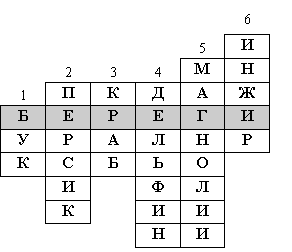 6
5 И
2 3 4 М Н
1 П К Д А Ж
Б Е Р Е Г И
У Р А Л Н Р
К С Б Ь О
И Ф Л
К И И
Н И